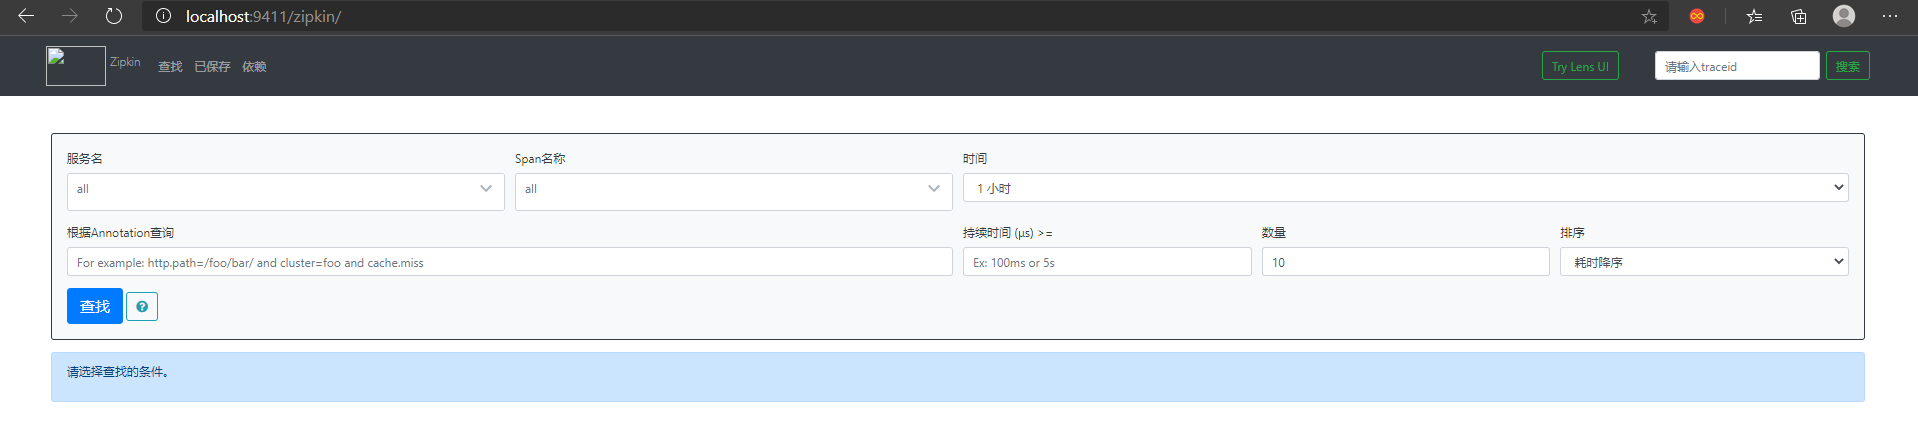 localhost:9411/zipkin/
Zipkin 查找 已保存 依赖 Try Lens UI 请输入traceid 搜索
服务名 Span名称 时间
all all 1 小时
根据Annotation查询 持续时间 (μs) >= 数量 排序
For example: http.path=/foo/bar/ and cluster=foo and cache.miss Ex: 100ms or 5s 10 耗时降序
查找 ?
请选择查找的条件。